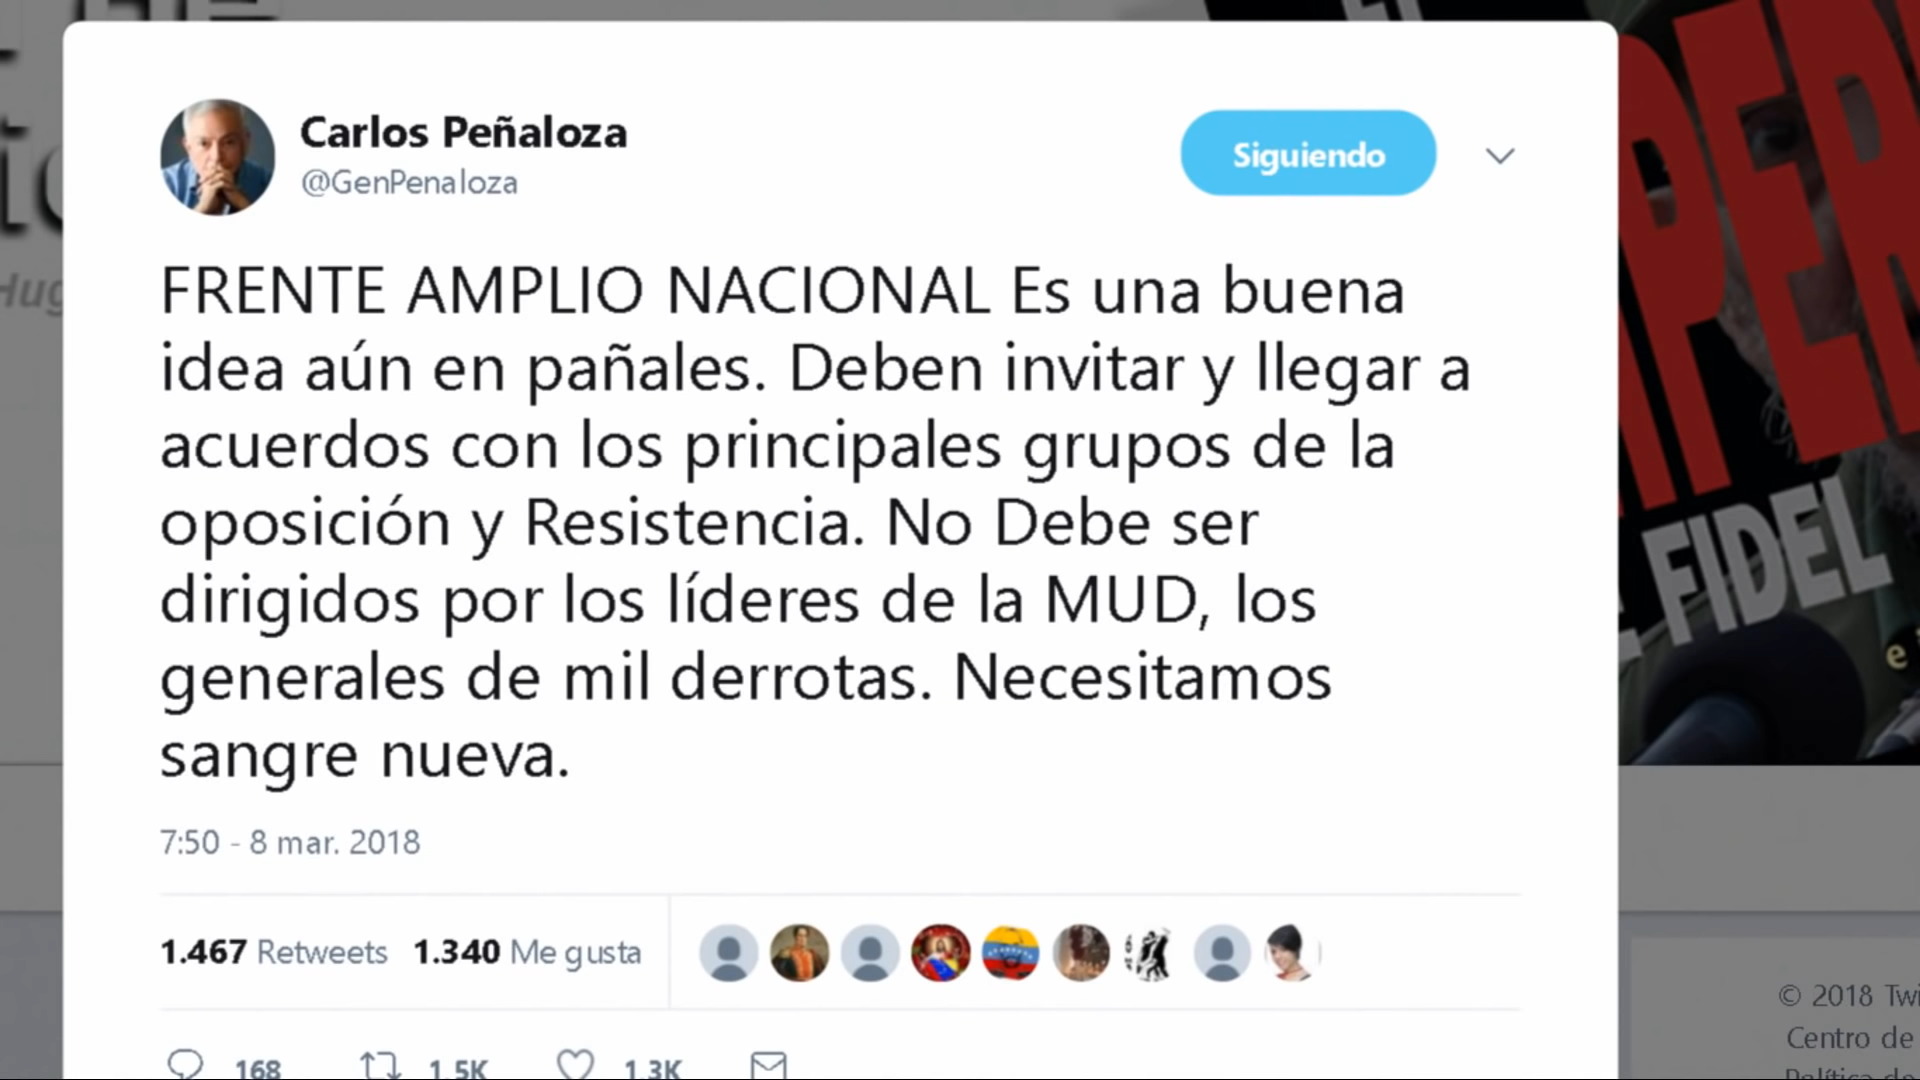 Carlos Peñaloza
@GenPenaloza
Siguiendo
FRENTE AMPLIO NACIONAL Es una buena
idea aún en pañales. Deben invitar y llegar a
acuerdos con los principales grupos de la
oposición y Resistencia. No Debe ser
dirigidos por los líderes de la MUD, los
generales de mil derrotas. Necesitamos
sangre nueva.
7:50 - 8 mar. 2018
1.467 Retweets 1.340 Me gusta
168 1.5K 1.3K
FIDEL
© 2018
Centro de